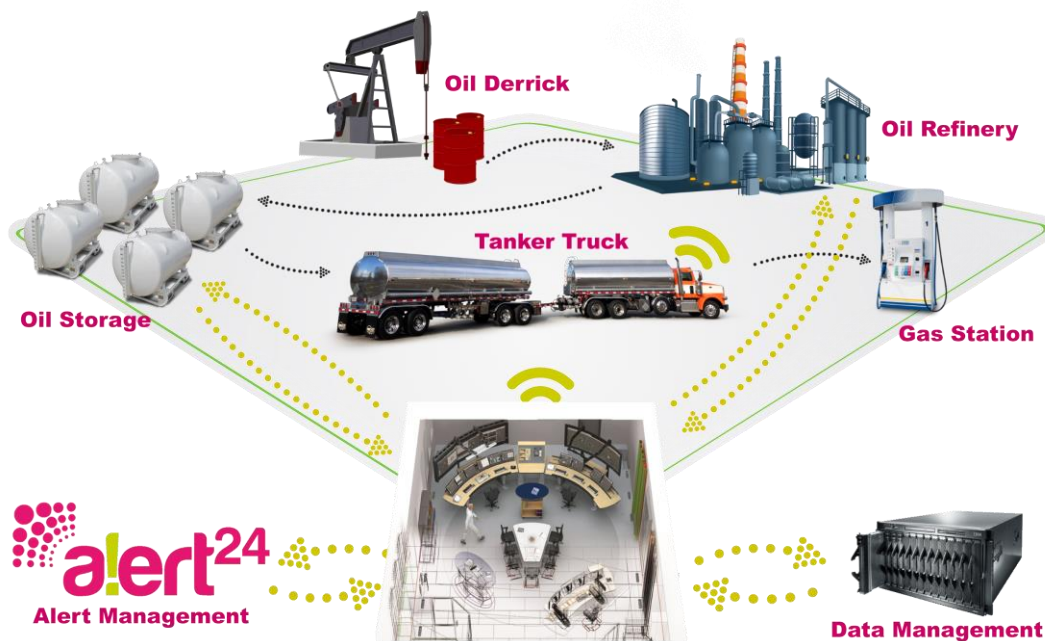 Oil Derrick
Oil Refinery
Tanker Truck
Oil Storage
Gas Station
a!ert24
Alert Management
Data Management